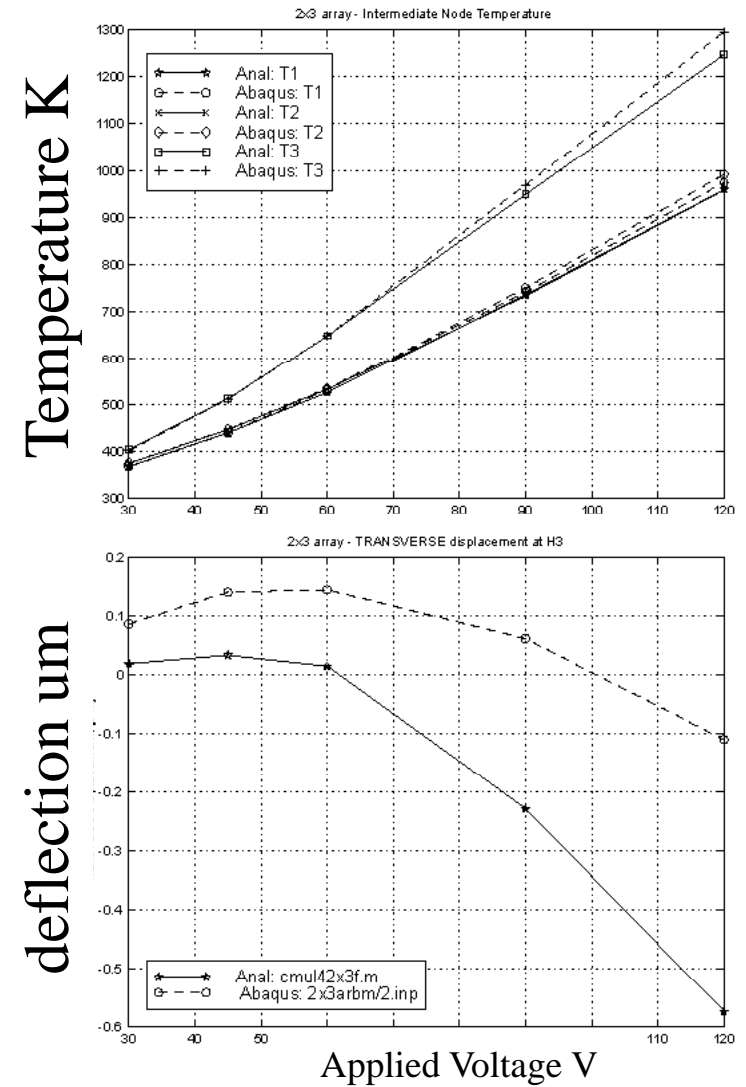 2x3 array - Intermediate Node Temperature
Temperature K
1300
1200
1100
1000
900
800
700
600
500
400
300
Anal: T1
Abaqus: T1
Anal: T2
Abaqus: T2
Anal: T3
Abaqus: T3
30 40 50 60 70 80 90 100 110 120
2x3 array - TRANSVERSE displacement at H3
deflection um
0.2
0.1
0
-0.1
-0.2
-0.3
-0.4
-0.5
-0.6
Anal: cmul42x3f.m
Abaqus: 2x3arbm/2.inp
30 40 50 60 110 120
Applied Voltage V